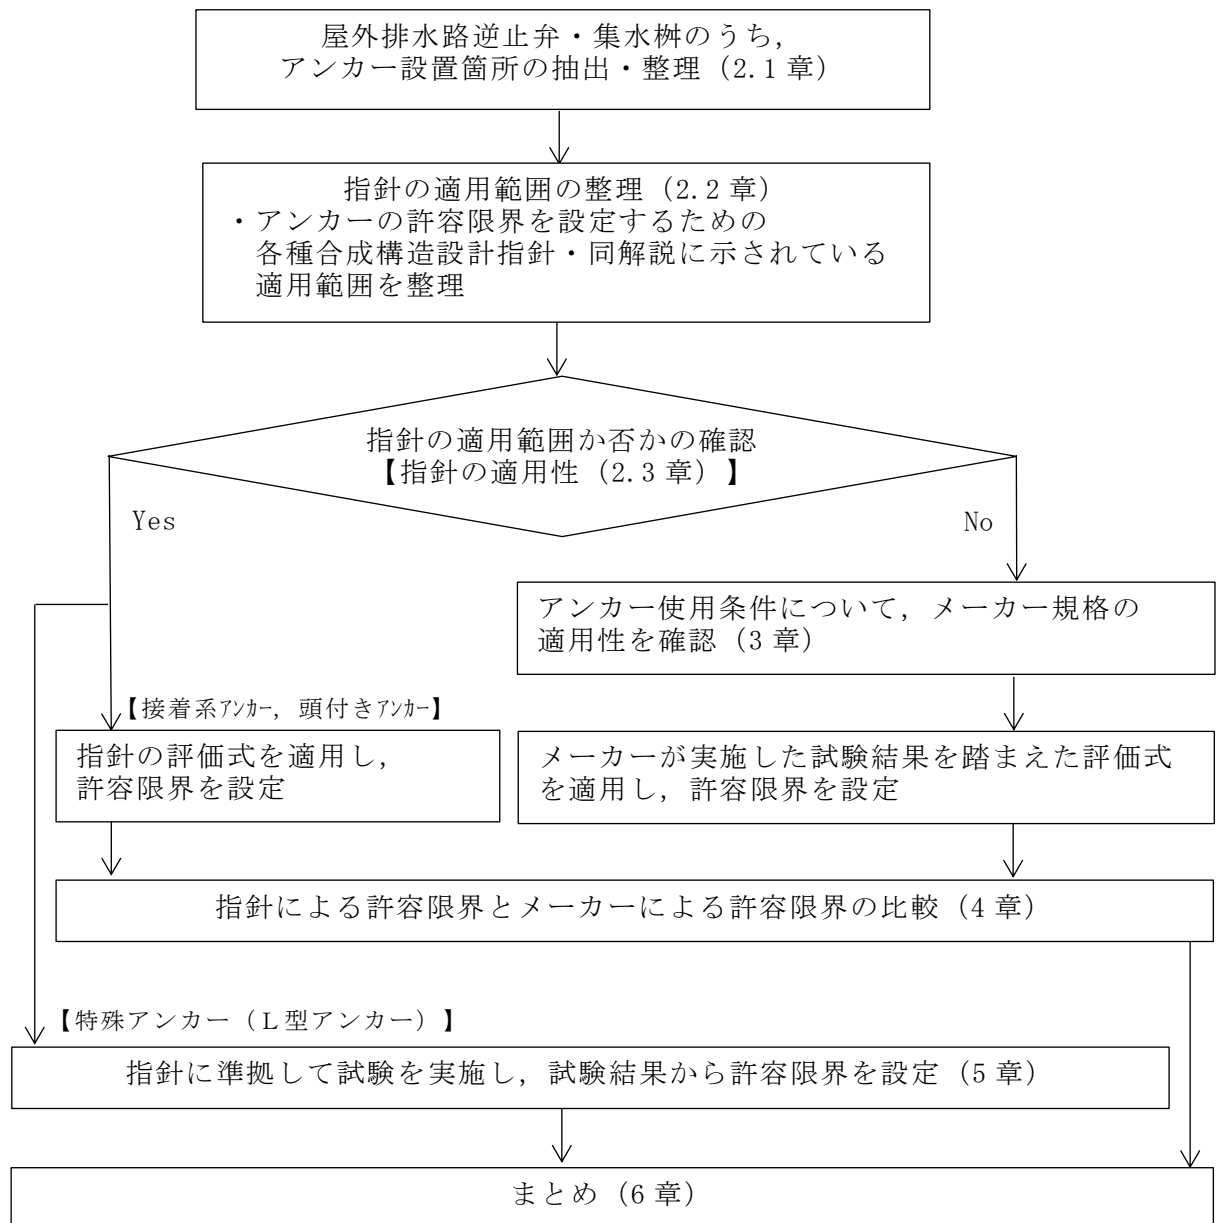 屋外排水路逆止弁・集水桝のうち,
アンカー設置箇所の抽出・整理（2.1 章）
指針の適用範囲の整理（2.2 章）
・アンカーの許容限界を設定するための
各種合成構造設計指針・同解説に示されている
適用範囲を整理
指針の適用範囲か否かの確認
【指針の適用性（2.3 章）】
Yes
No
アンカー使用条件について, メーカー規格の
適用性を確認（3 章）
【接着系ｱﾝｶｰ, 頭付きｱﾝｶｰ】
指針の評価式を適用し,
許容限界を設定
メーカーが実施した試験結果を踏まえた評価式
を適用し, 許容限界を設定
指針による許容限界とメーカーによる許容限界の比較（4 章）
【特殊アンカー（Ｌ型アンカー）】
指針に準拠して試験を実施し, 試験結果から許容限界を設定（5 章）
まとめ（6 章）